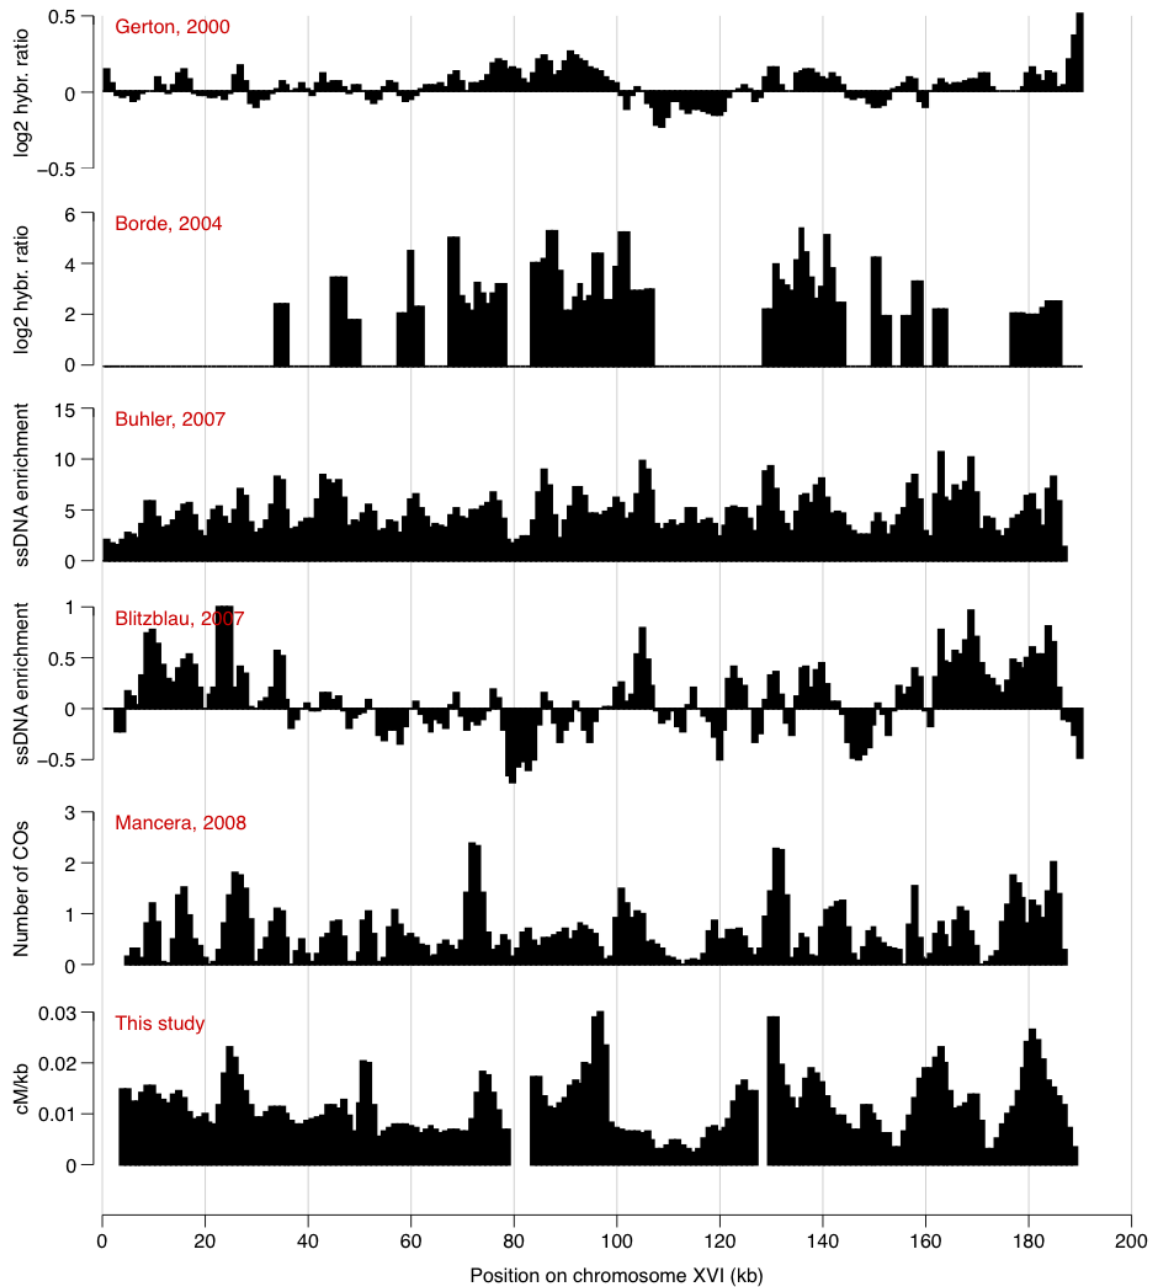 Gerton, 2000
log2 hybr. ratio
0.5
0
−0.5
Borde, 2004
log2 hybr. ratio
6
4
2
0
Buhler, 2007
ssDNA enrichment
15
10
5
0
Blitzblau, 2007
ssDNA enrichment
1
0.5
0
−0.5
Mancera, 2008
Number of COs
3
2
1
0
This study
cM/kb
0.03
0.02
0.01
0
0 20 40 60 80 100 120 140 160 180 200
Position on chromosome XVI (kb)